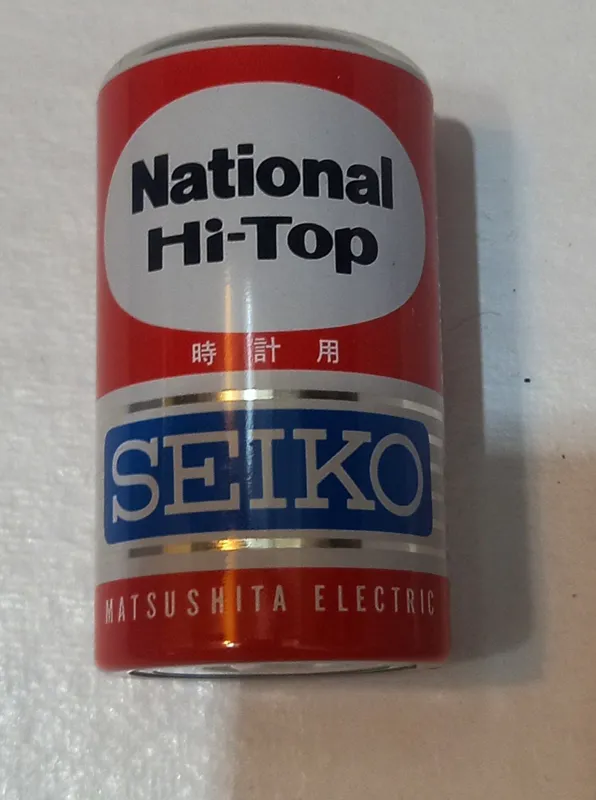 National
Hi-Top
時計用
SEIKO
MATSUSHITA ELECTRIC